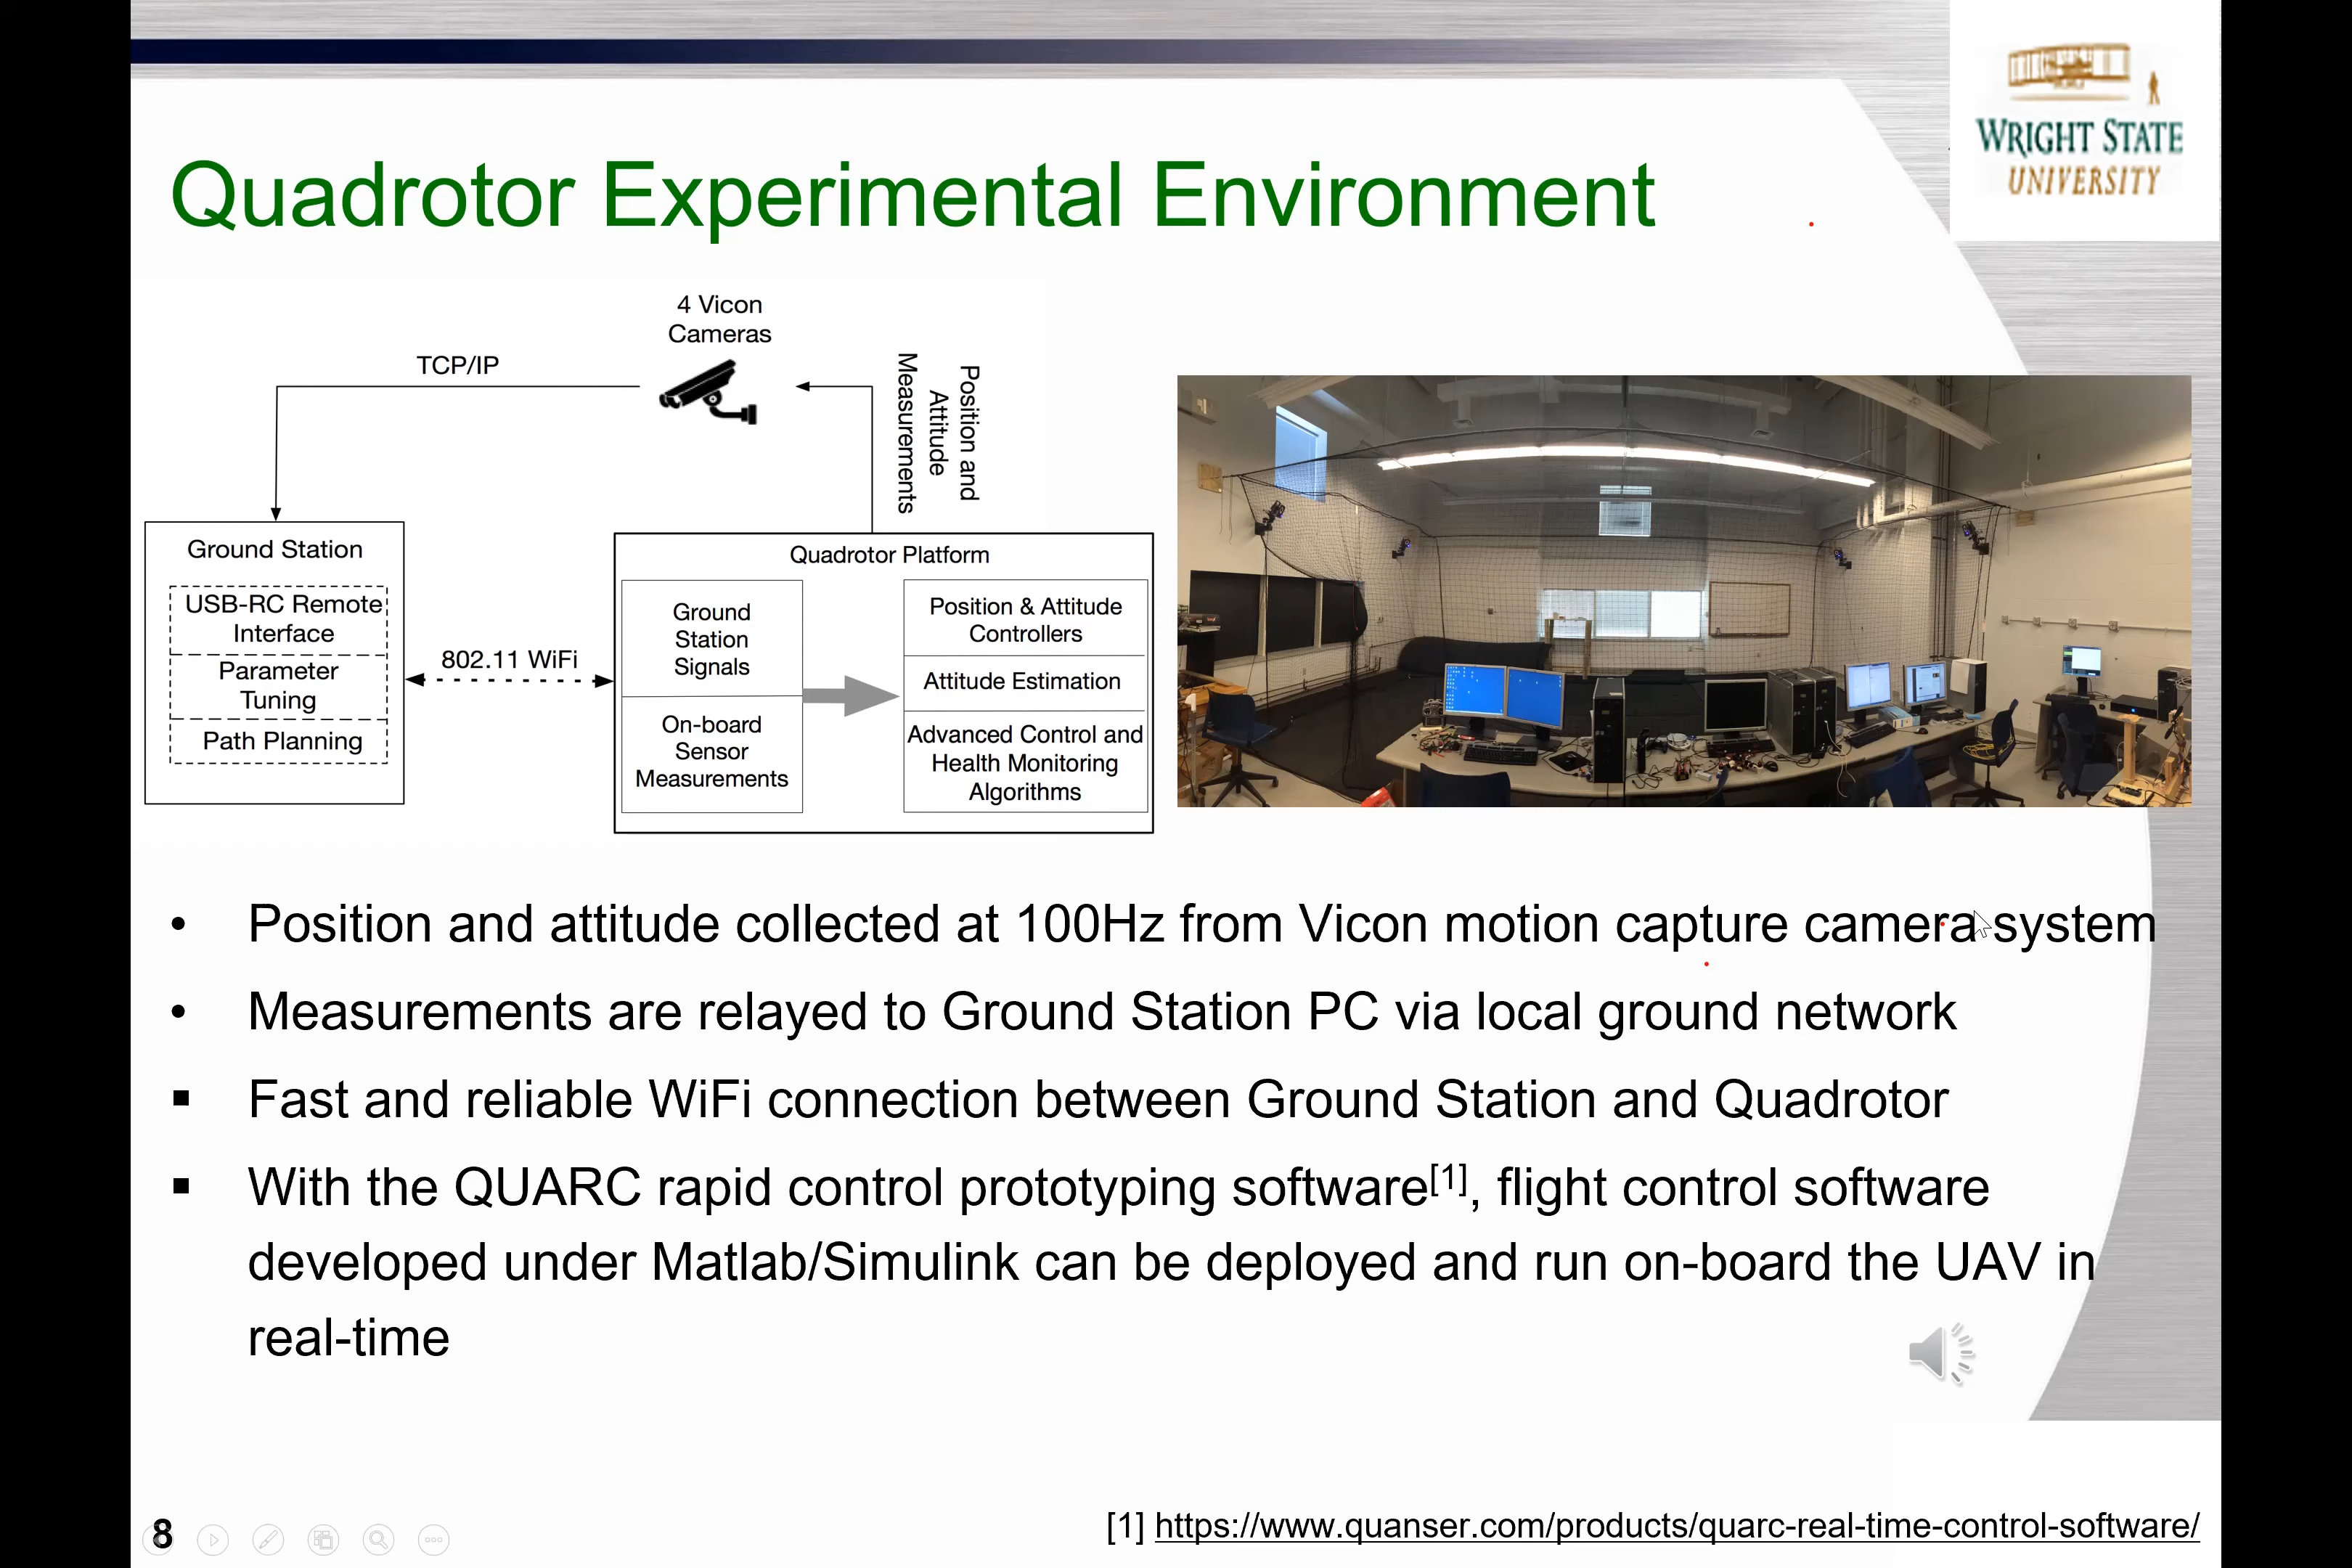 WRIGHT STATE
UNIVERSITY
Quadrotor Experimental Environment
4 Vicon
Cameras
TCP/IP
Position and
Attitude
Measurements
Ground Station
USB-RC Remote
Interface
Parameter
Tuning
Path Planning
802.11 WiFi
Quadrotor Platform
Ground
Station
Signals
On-board
Sensor
Measurements
Position & Attitude
Controllers
Attitude Estimation
Advanced Control and
Health Monitoring
Algorithms
• Position and attitude collected at 100Hz from Vicon motion capture camera system
• Measurements are relayed to Ground Station PC via local ground network
▪ Fast and reliable WiFi connection between Ground Station and Quadrotor
▪ With the QUARC rapid control prototyping software[1], flight control software
developed under Matlab/Simulink can be deployed and run on-board the UAV in
real-time
[1] https://www.quanser.com/products/quarc-real-time-control-software/
8